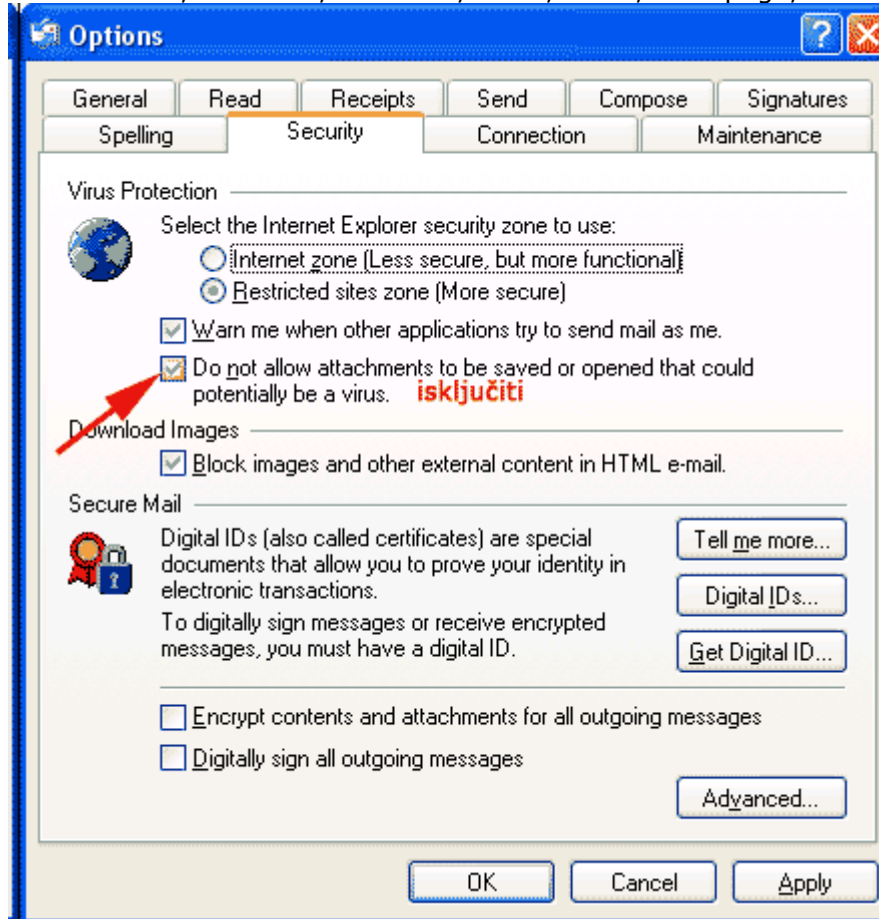 Options
General Read Receipts Send Compose Signatures
Spelling Security Connection Maintenance
Virus Protection
Select the Internet Explorer security zone to use:
Internet zone (Less secure, but more functional)
Restricted sites zone (More secure)
Warn me when other applications try to send mail as me.
Do not allow attachments to be saved or opened that could
potentially be a virus. isključiti
Download Images
Block images and other external content in HTML e-mail.
Secure Mail
Digital IDs (also called certificates) are special
documents that allow you to prove your identity in
electronic transactions.
Tell me more...
Digital IDs...
To digitally sign messages or receive encrypted
messages, you must have a digital ID.
Get Digital ID...
Encrypt contents and attachments for all outgoing messages
Digitally sign all outgoing messages
Advanced...
OK Cancel Apply